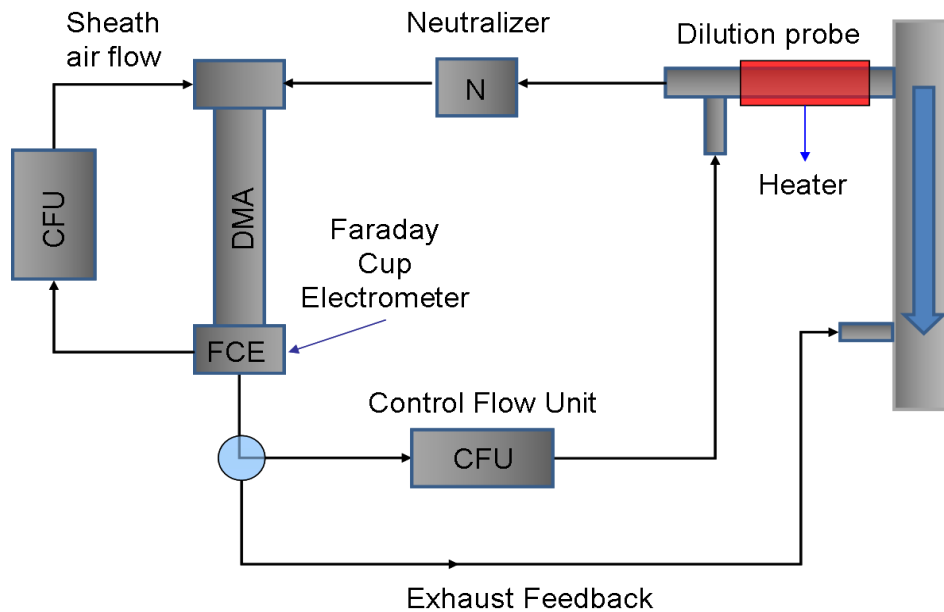 Sheath
air flow
Neutralizer
Dilution probe
N
Heater
CFU
DMA
Faraday
Cup
Electrometer
FCE
Control Flow Unit
CFU
Exhaust Feedback